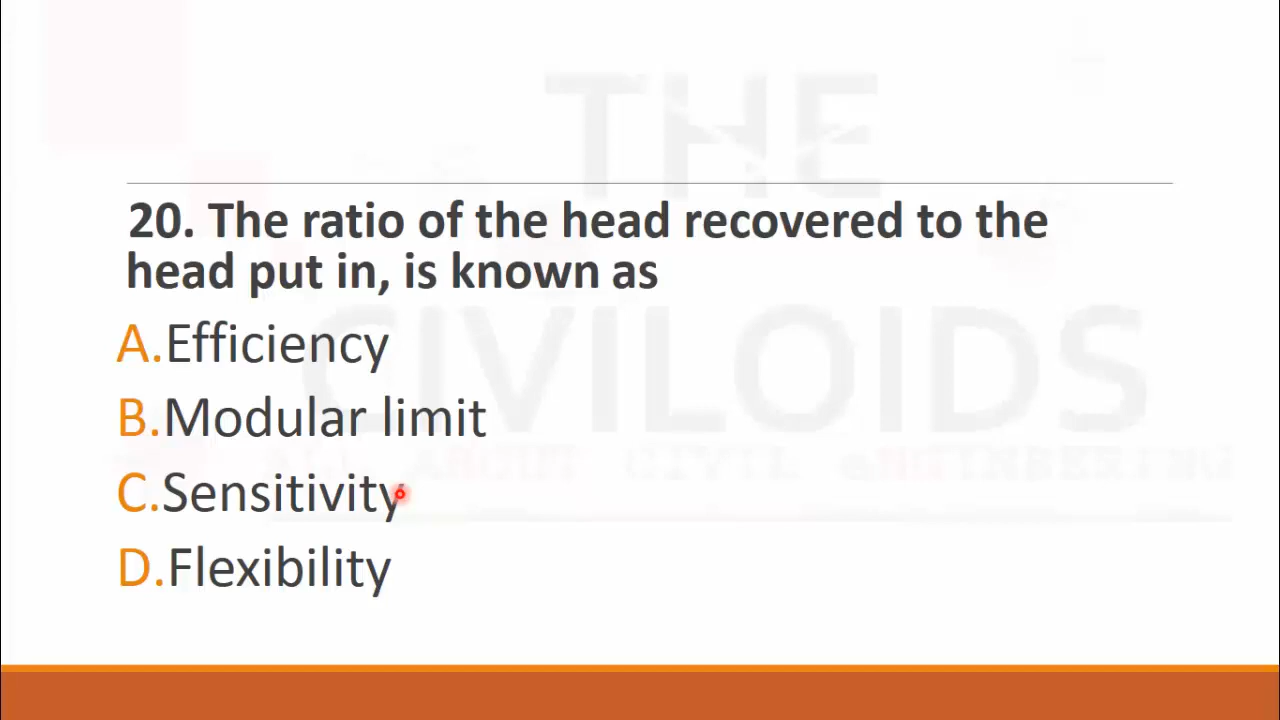 THE
20. The ratio of the head recovered to the
head put in, is known as
A.Efficiency
CIVILOIDS
B.Modular limit
C.Sensitivity
D.Flexibility